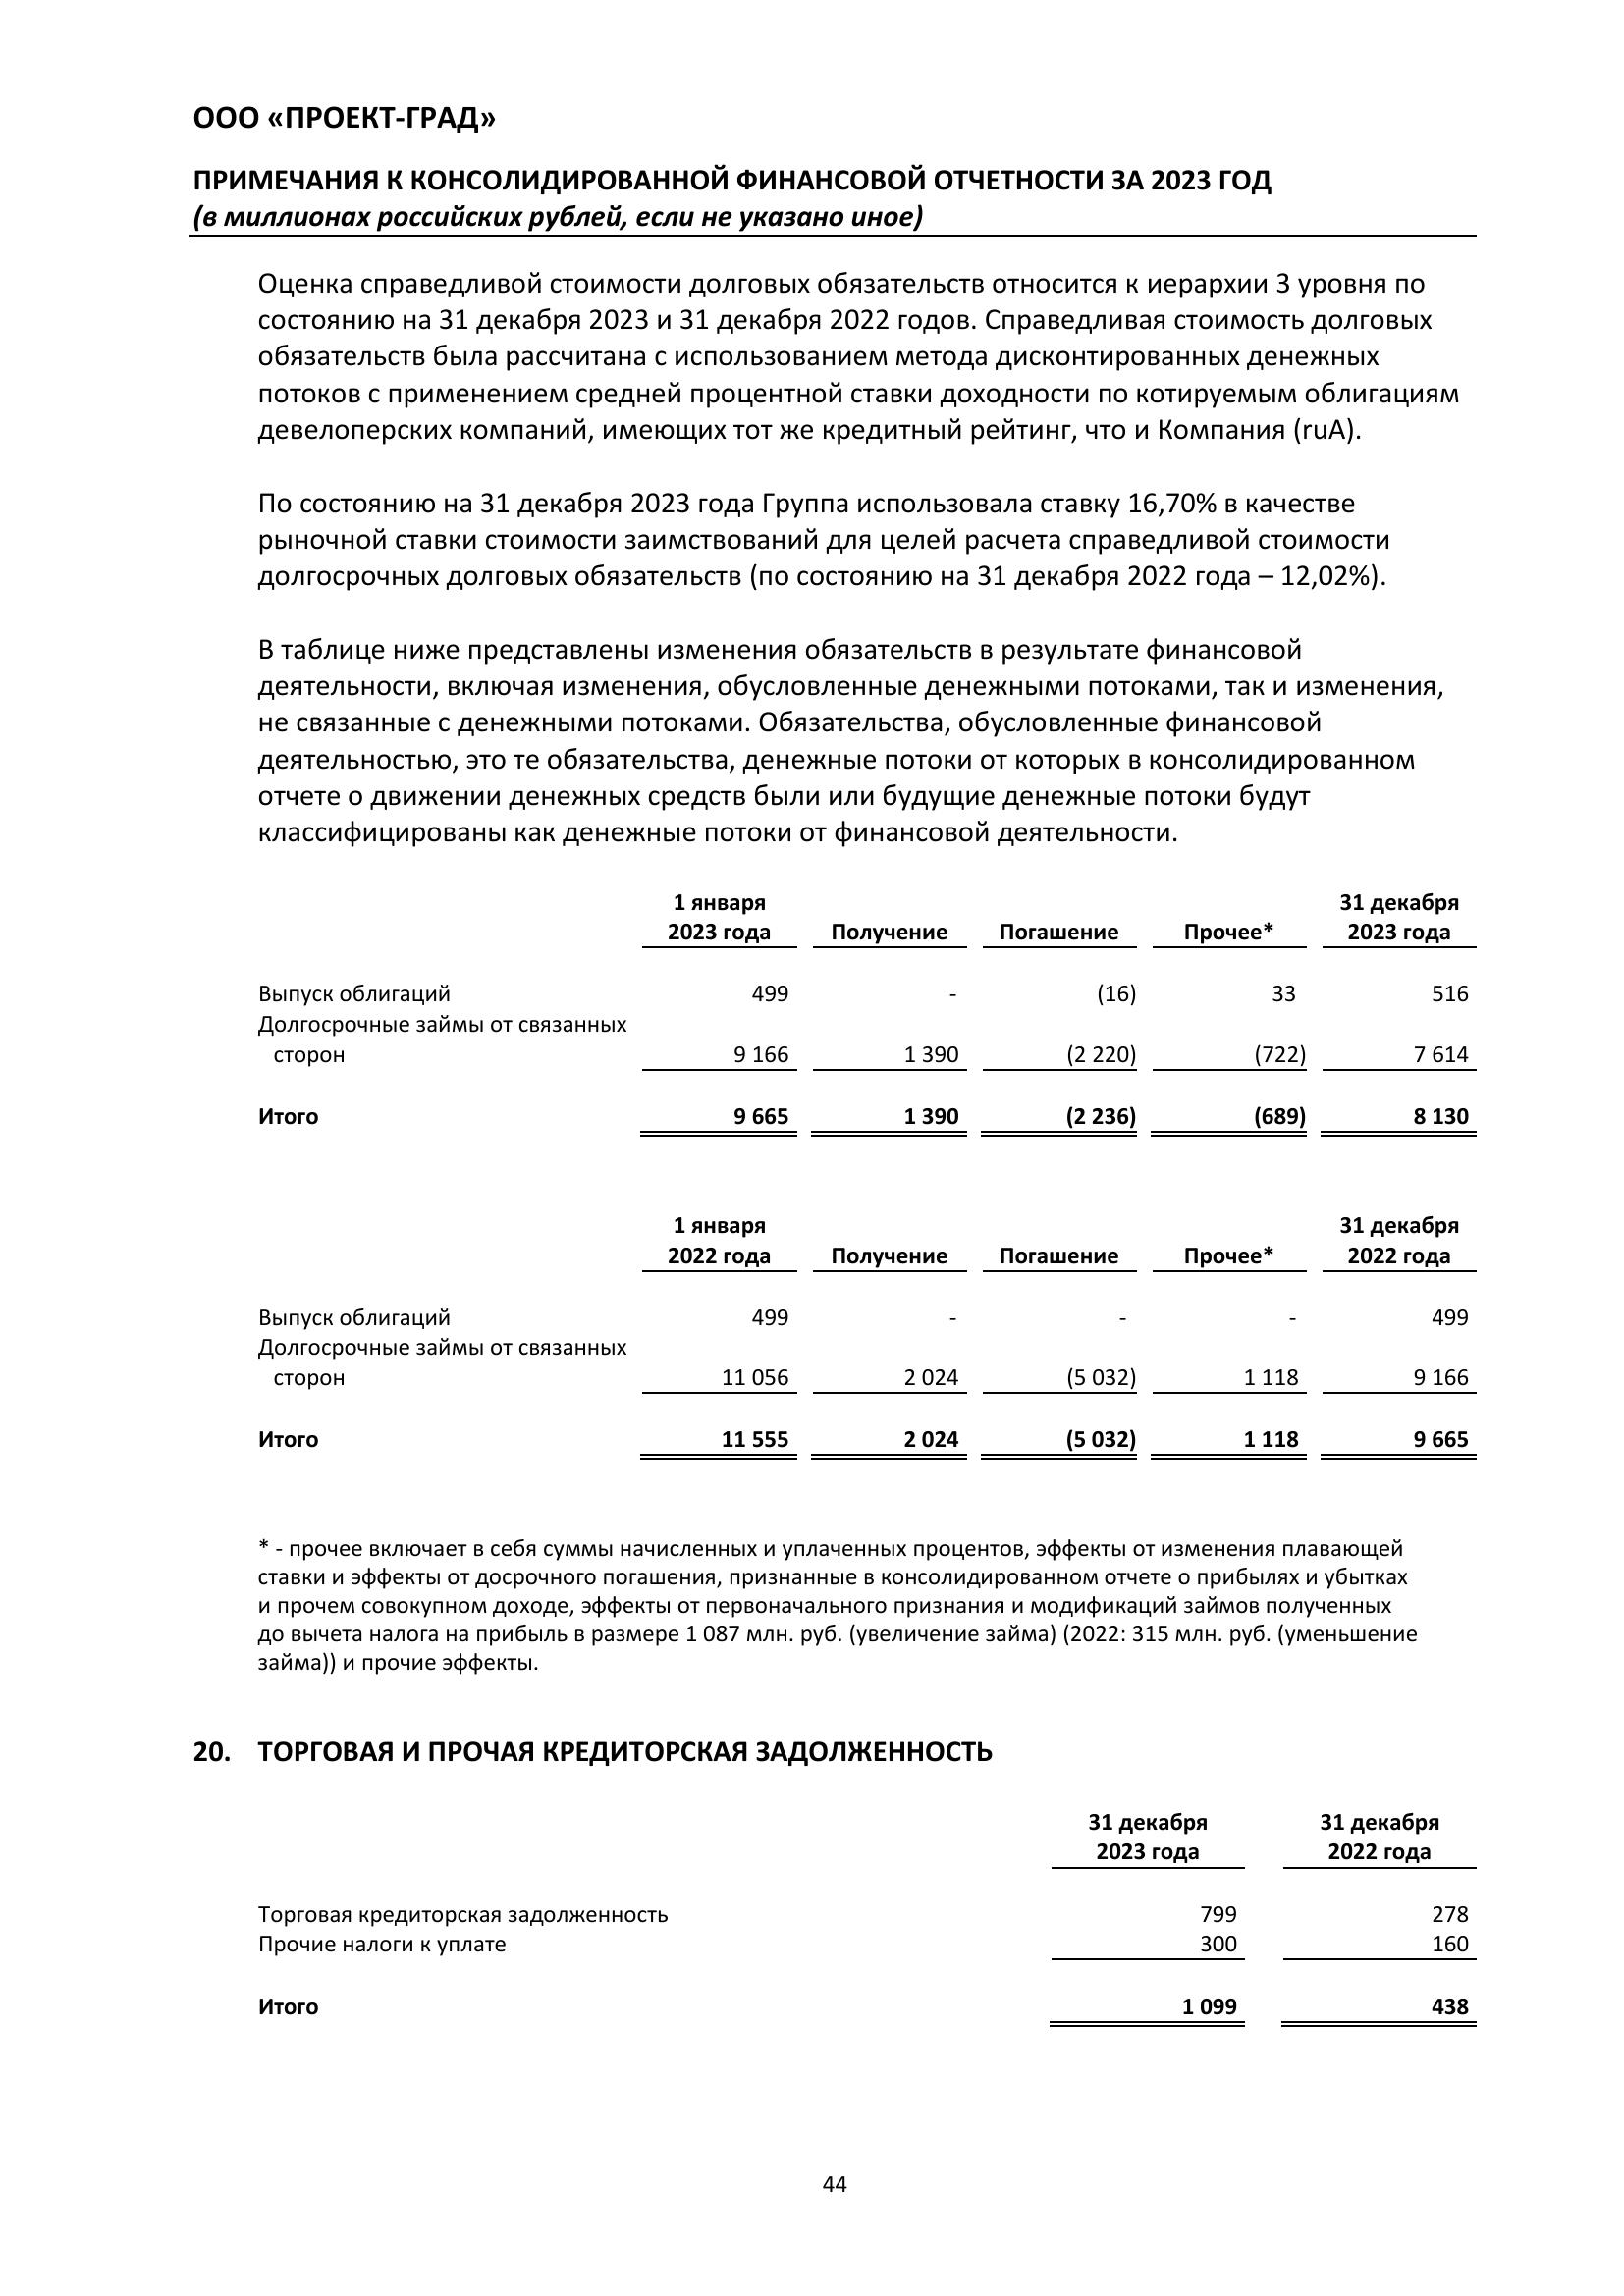 ООО «ПРОЕКТ-ГРАД»
ПРИМЕЧАНИЯ К КОНСОЛИДИРОВАННОЙ ФИНАНСОВОЙ ОТЧЕТНОСТИ ЗА 2023 ГОД
(в миллионах российских рублей, если не указано иное)
Оценка справедливой стоимости долговых обязательств относится к иерархии 3 уровня по
состоянию на 31 декабря 2023 и 31 декабря 2022 годов. Справедливая стоимость долговых
обязательств была рассчитана с использованием метода дисконтированных денежных
потоков с применением средней процентной ставки доходности по котируемым облигациям
девелоперских компаний, имеющих тот же кредитный рейтинг, что и Компания (ruA).
По состоянию на 31 декабря 2023 года Группа использовала ставку 16,70% в качестве
рыночной ставки стоимости заимствований для целей расчета справедливой стоимости
долгосрочных долговых обязательств (по состоянию на 31 декабря 2022 года – 12,02%).
В таблице ниже представлены изменения обязательств в результате финансовой
деятельности, включая изменения, обусловленные денежными потоками, так и изменения,
не связанные с денежными потоками. Обязательства, обусловленные финансовой
деятельностью, это те обязательства, денежные потоки от которых в консолидированном
отчете о движении денежных средств были или будущие денежные потоки будут
классифицированы как денежные потоки от финансовой деятельности.
1 января 31 декабря
2023 года Получение Погашение Прочее* 2023 года
Выпуск облигаций 499 - (16) 33 516
Долгосрочные займы от связанных
сторон 9 166 1 390 (2 220) (722) 7 614
Итого 9 665 1 390 (2 236) (689) 8 130
1 января 31 декабря
2022 года Получение Погашение Прочее* 2022 года
Выпуск облигаций 499 - - - 499
Долгосрочные займы от связанных
сторон 11 056 2 024 (5 032) 1 118 9 166
Итого 11 555 2 024 (5 032) 1 118 9 665
* - прочее включает в себя суммы начисленных и уплаченных процентов, эффекты от изменения плавающей
ставки и эффекты от досрочного погашения, признанные в консолидированном отчете о прибылях и убытках
и прочем совокупном доходе, эффекты от первоначального признания и модификаций займов полученных
до вычета налога на прибыль в размере 1 087 млн. руб. (увеличение займа) (2022: 315 млн. руб. (уменьшение
займа)) и прочие эффекты.
20. ТОРГОВАЯ И ПРОЧАЯ КРЕДИТОРСКАЯ ЗАДОЛЖЕННОСТЬ
31 декабря 31 декабря
2023 года 2022 года
Торговая кредиторская задолженность 799 278
Прочие налоги к уплате 300 160
Итого 1 099 438
44